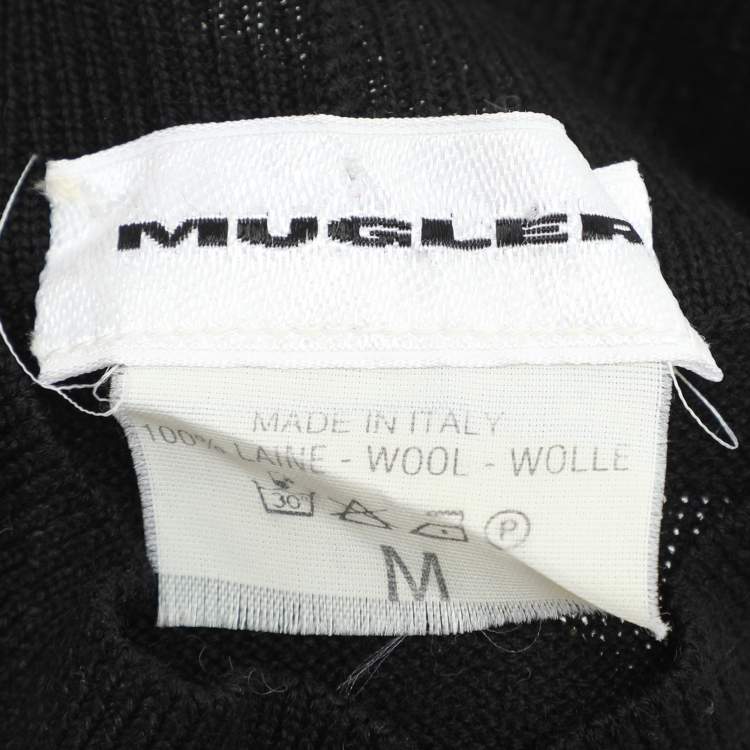 MUGLER
MADE IN ITALY
100% LAINE - WOOL - WOLLE
30° P
M